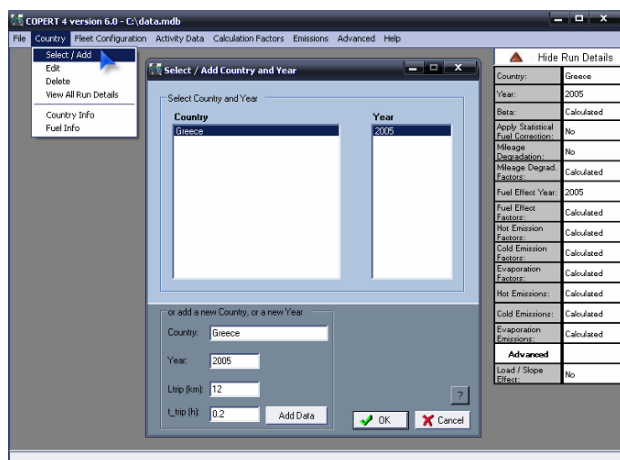 COPERT 4 version 6.0 - C:\data.mdb
File Country Fleet Configuration Activity Data Calculation Factors Emissions Advanced Help
Select / Add
Edit
Delete
View All Run Details
Country Info
Fuel Info
Select / Add Country and Year
Select Country and Year
Country Year
Greece 2005
or add a new Country, or a new Year
Country: Greece
Year: 2005
Ltrip (km): 12
t_trip (h): 0.2
Add Data
?
OK
Cancel
Hide Run Details
Country: Greece
Year: 2005
Beta: Calculated
Apply Statistical
Fuel Correction: No
Mileage
Degradation: No
Mileage Degrad.
Factors: Calculated
Fuel Effect Year: 2005
Fuel Effect
Factors: Calculated
Hot Emission
Factors: Calculated
Cold Emission
Factors: Calculated
Evaporation
Factors: Calculated
Hot Emissions: Calculated
Cold Emissions: Calculated
Evaporation
Emissions: Calculated
Advanced
Load / Slope
Effect: No